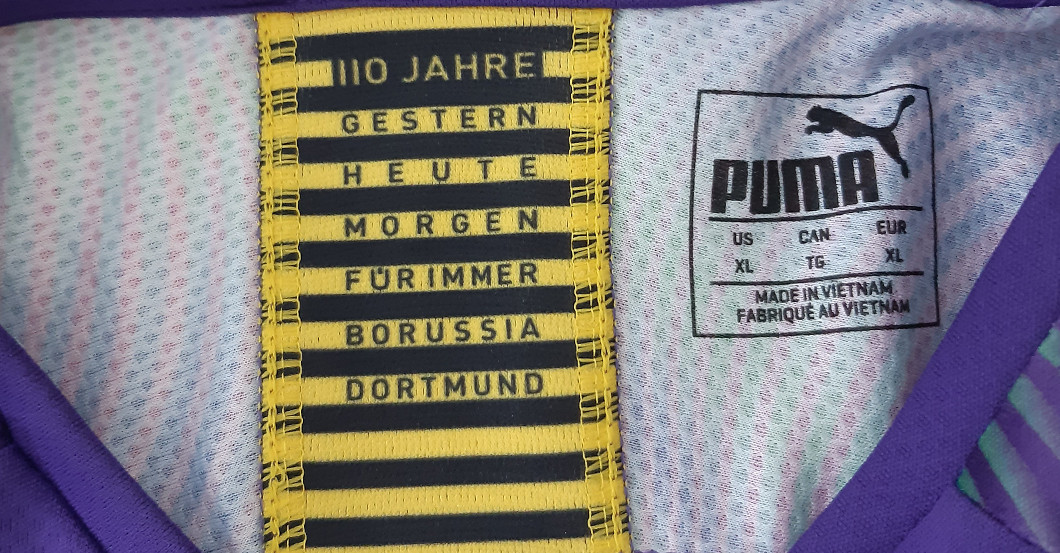 110 JAHRE
GESTERN
HEUTE
MORGEN
FÜR IMMER
BORUSSIA
DORTMUND
PUMA
US CAN EUR
XL TG XL
MADE IN VIETNAM
FABRIQUÉ AU VIETNAM